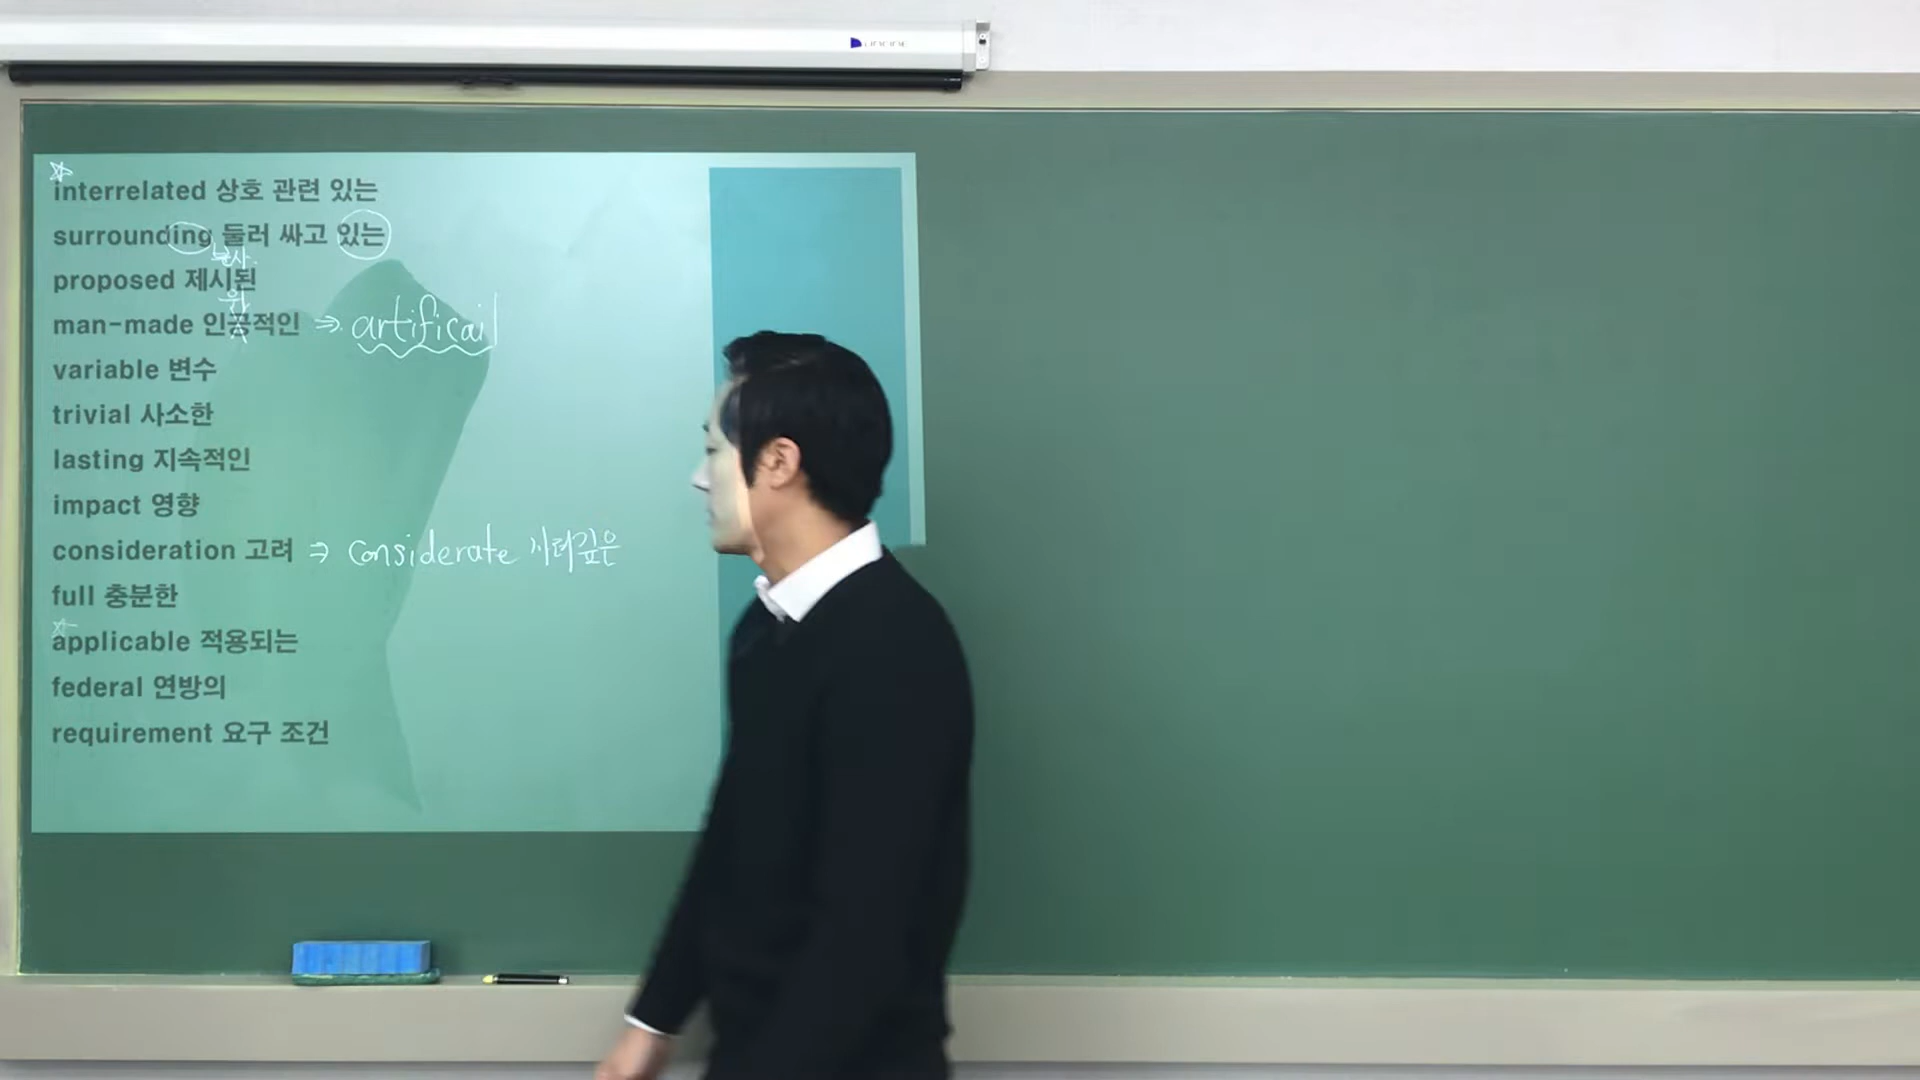 interrelated 상호 관련 있는
surrounding 둘러 싸고 있는
분사
proposed 제시된
man-made 인공적인 ⇒ artificail
variable 변수
trivial 사소한
lasting 지속적인
impact 영향
consideration 고려 ⇒ considerate 사려깊은
full 충분한
applicable 적용되는
federal 연방의
requirement 요구 조건